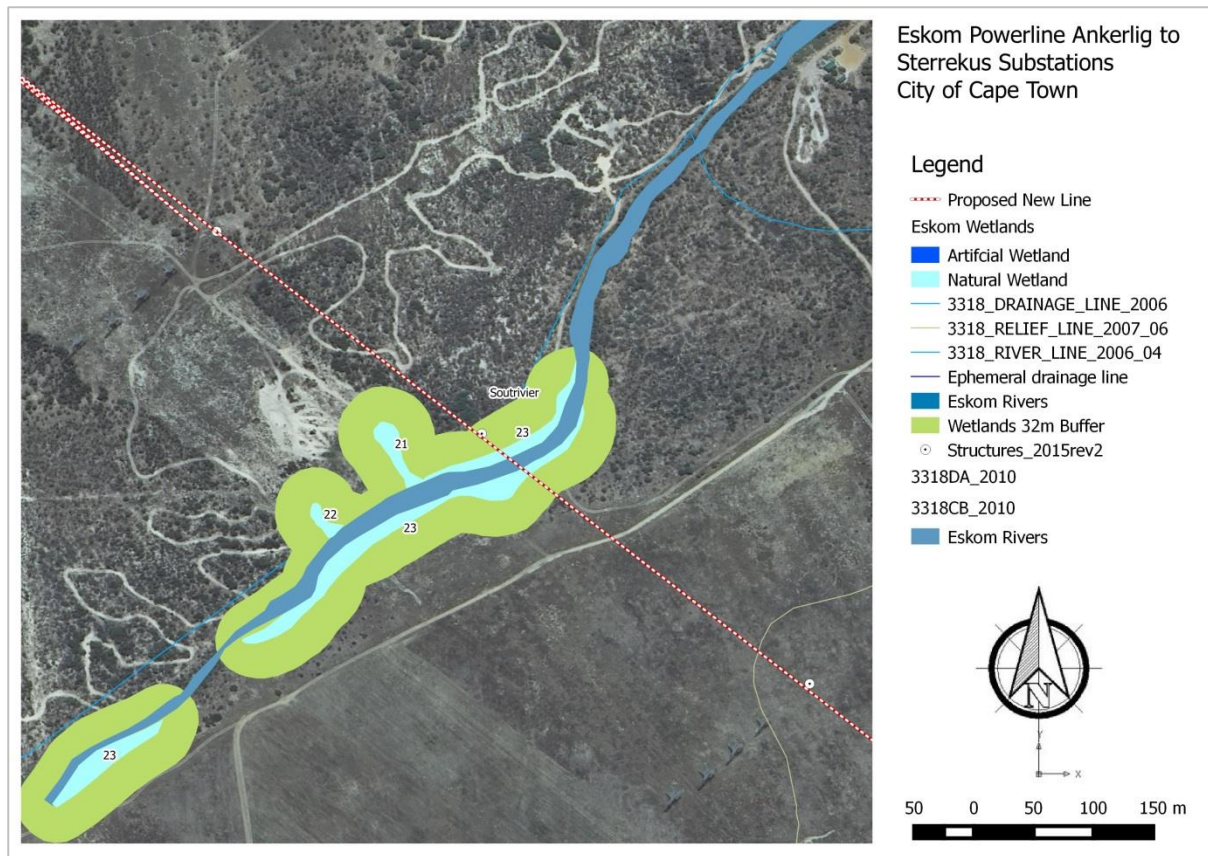 Eskom Powerline Ankerlig to
Sterrekus Substations
City of Cape Town
Legend
Proposed New Line
Eskom Wetlands
Artifcial Wetland
Natural Wetland
3318_DRAINAGE_LINE_2006
3318_RELIEF_LINE_2007_06
3318_RIVER_LINE_2006_04
Ephemeral drainage line
Eskom Rivers
Wetlands 32m Buffer
Structures_2015rev2
3318DA_2010
3318CB_2010
Eskom Rivers
N
Y
X
50 0 50 100 150 m
Soutrivier
23
21
22
23
23